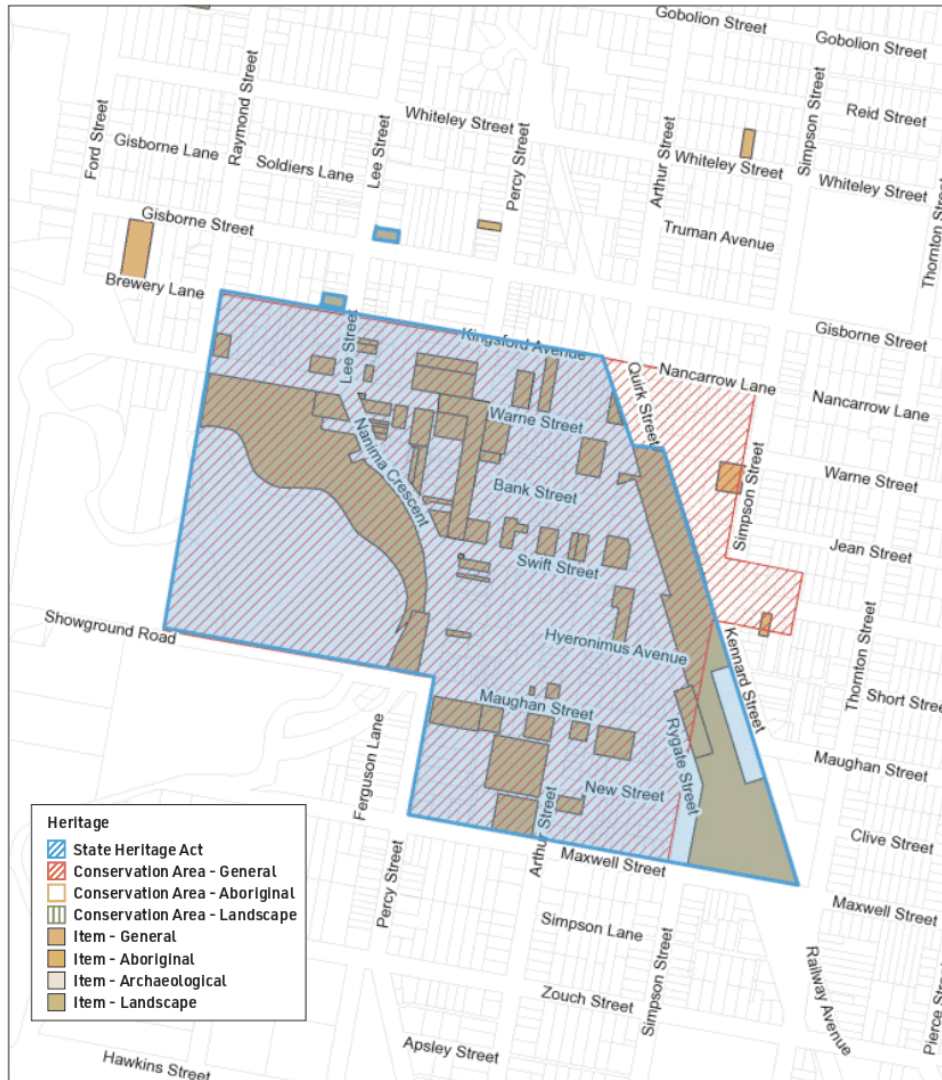 Gobolion Street
Gobolion Street
Raymond Street
Simpson Street
Ford Street
Reid Street
Whiteley Street
Lee Street
Percy Street
Arthur Street
Gisborne Lane
Soldiers Lane
Whiteley Street
Whiteley Street
Thornton Street
Gisborne Street
Truman Avenue
Brewery Lane
Gisborne Street
Lee Street
Kingsford Avenue
Nancarrow Lane
Quirk Street
Nancarrow Lane
Warne Street
Nanima Crescent
Simpson Street
Warne Street
Bank Street
Jean Street
Swift Street
Showground Road
Hyeronimus Avenue
Kennard Street
Thornton Street
Maughan Street
Short Stree
Rygate Street
Ferguson Lane
New Street
Maughan Street
Arthur Street
Clive Street
Maxwell Street
Percy Street
Maxwell Street
Simpson Lane
Simpson Street
Railway Avenue
Zouch Street
Pierce Stre
Apsley Street
Hawkins Street
Heritage
State Heritage Act
Conservation Area - General
Conservation Area - Aboriginal
Conservation Area - Landscape
Item - General
Item - Aboriginal
Item - Archaeological
Item - Landscape